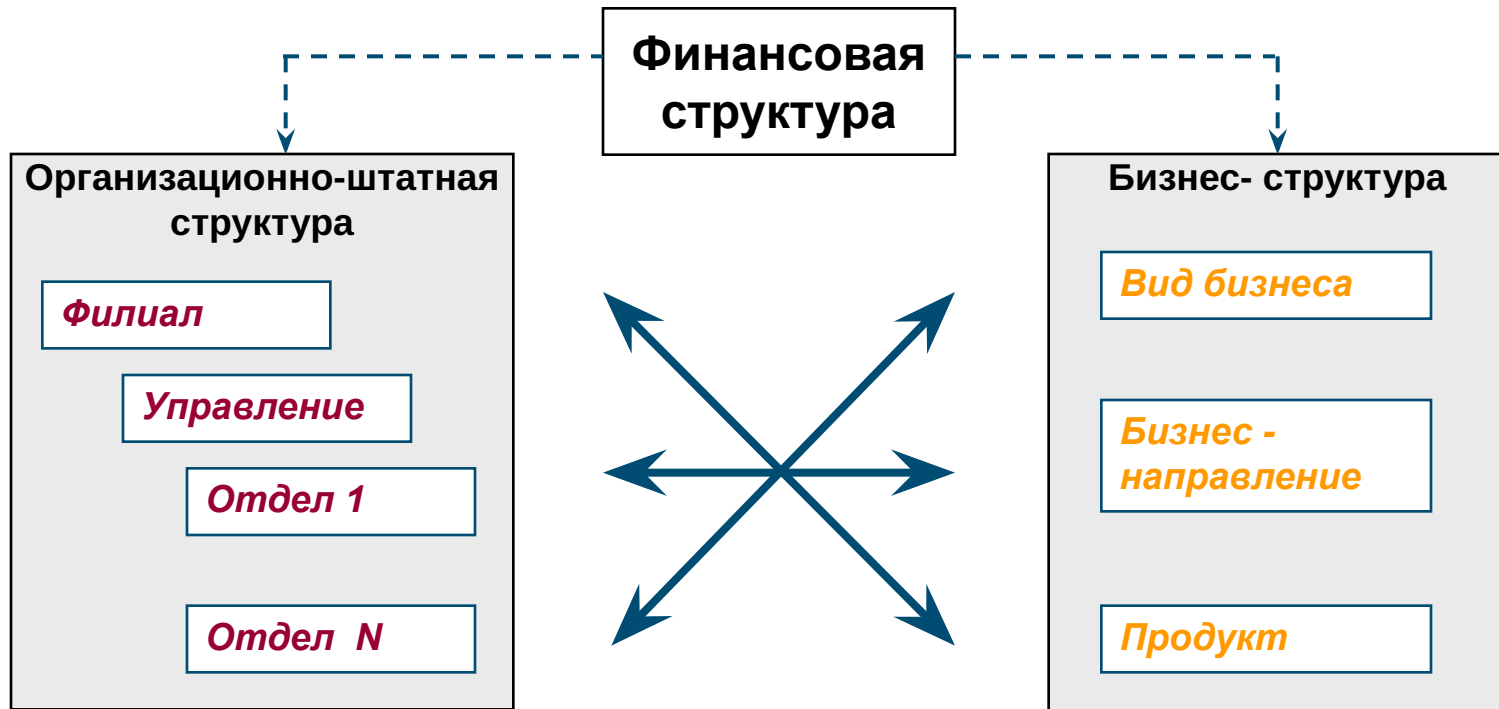 Финансовая
структура
Организационно-штатная
структура
Филиал
Управление
Отдел 1
Отдел N
Бизнес- структура
Вид бизнеса
Бизнес -
направление
Продукт